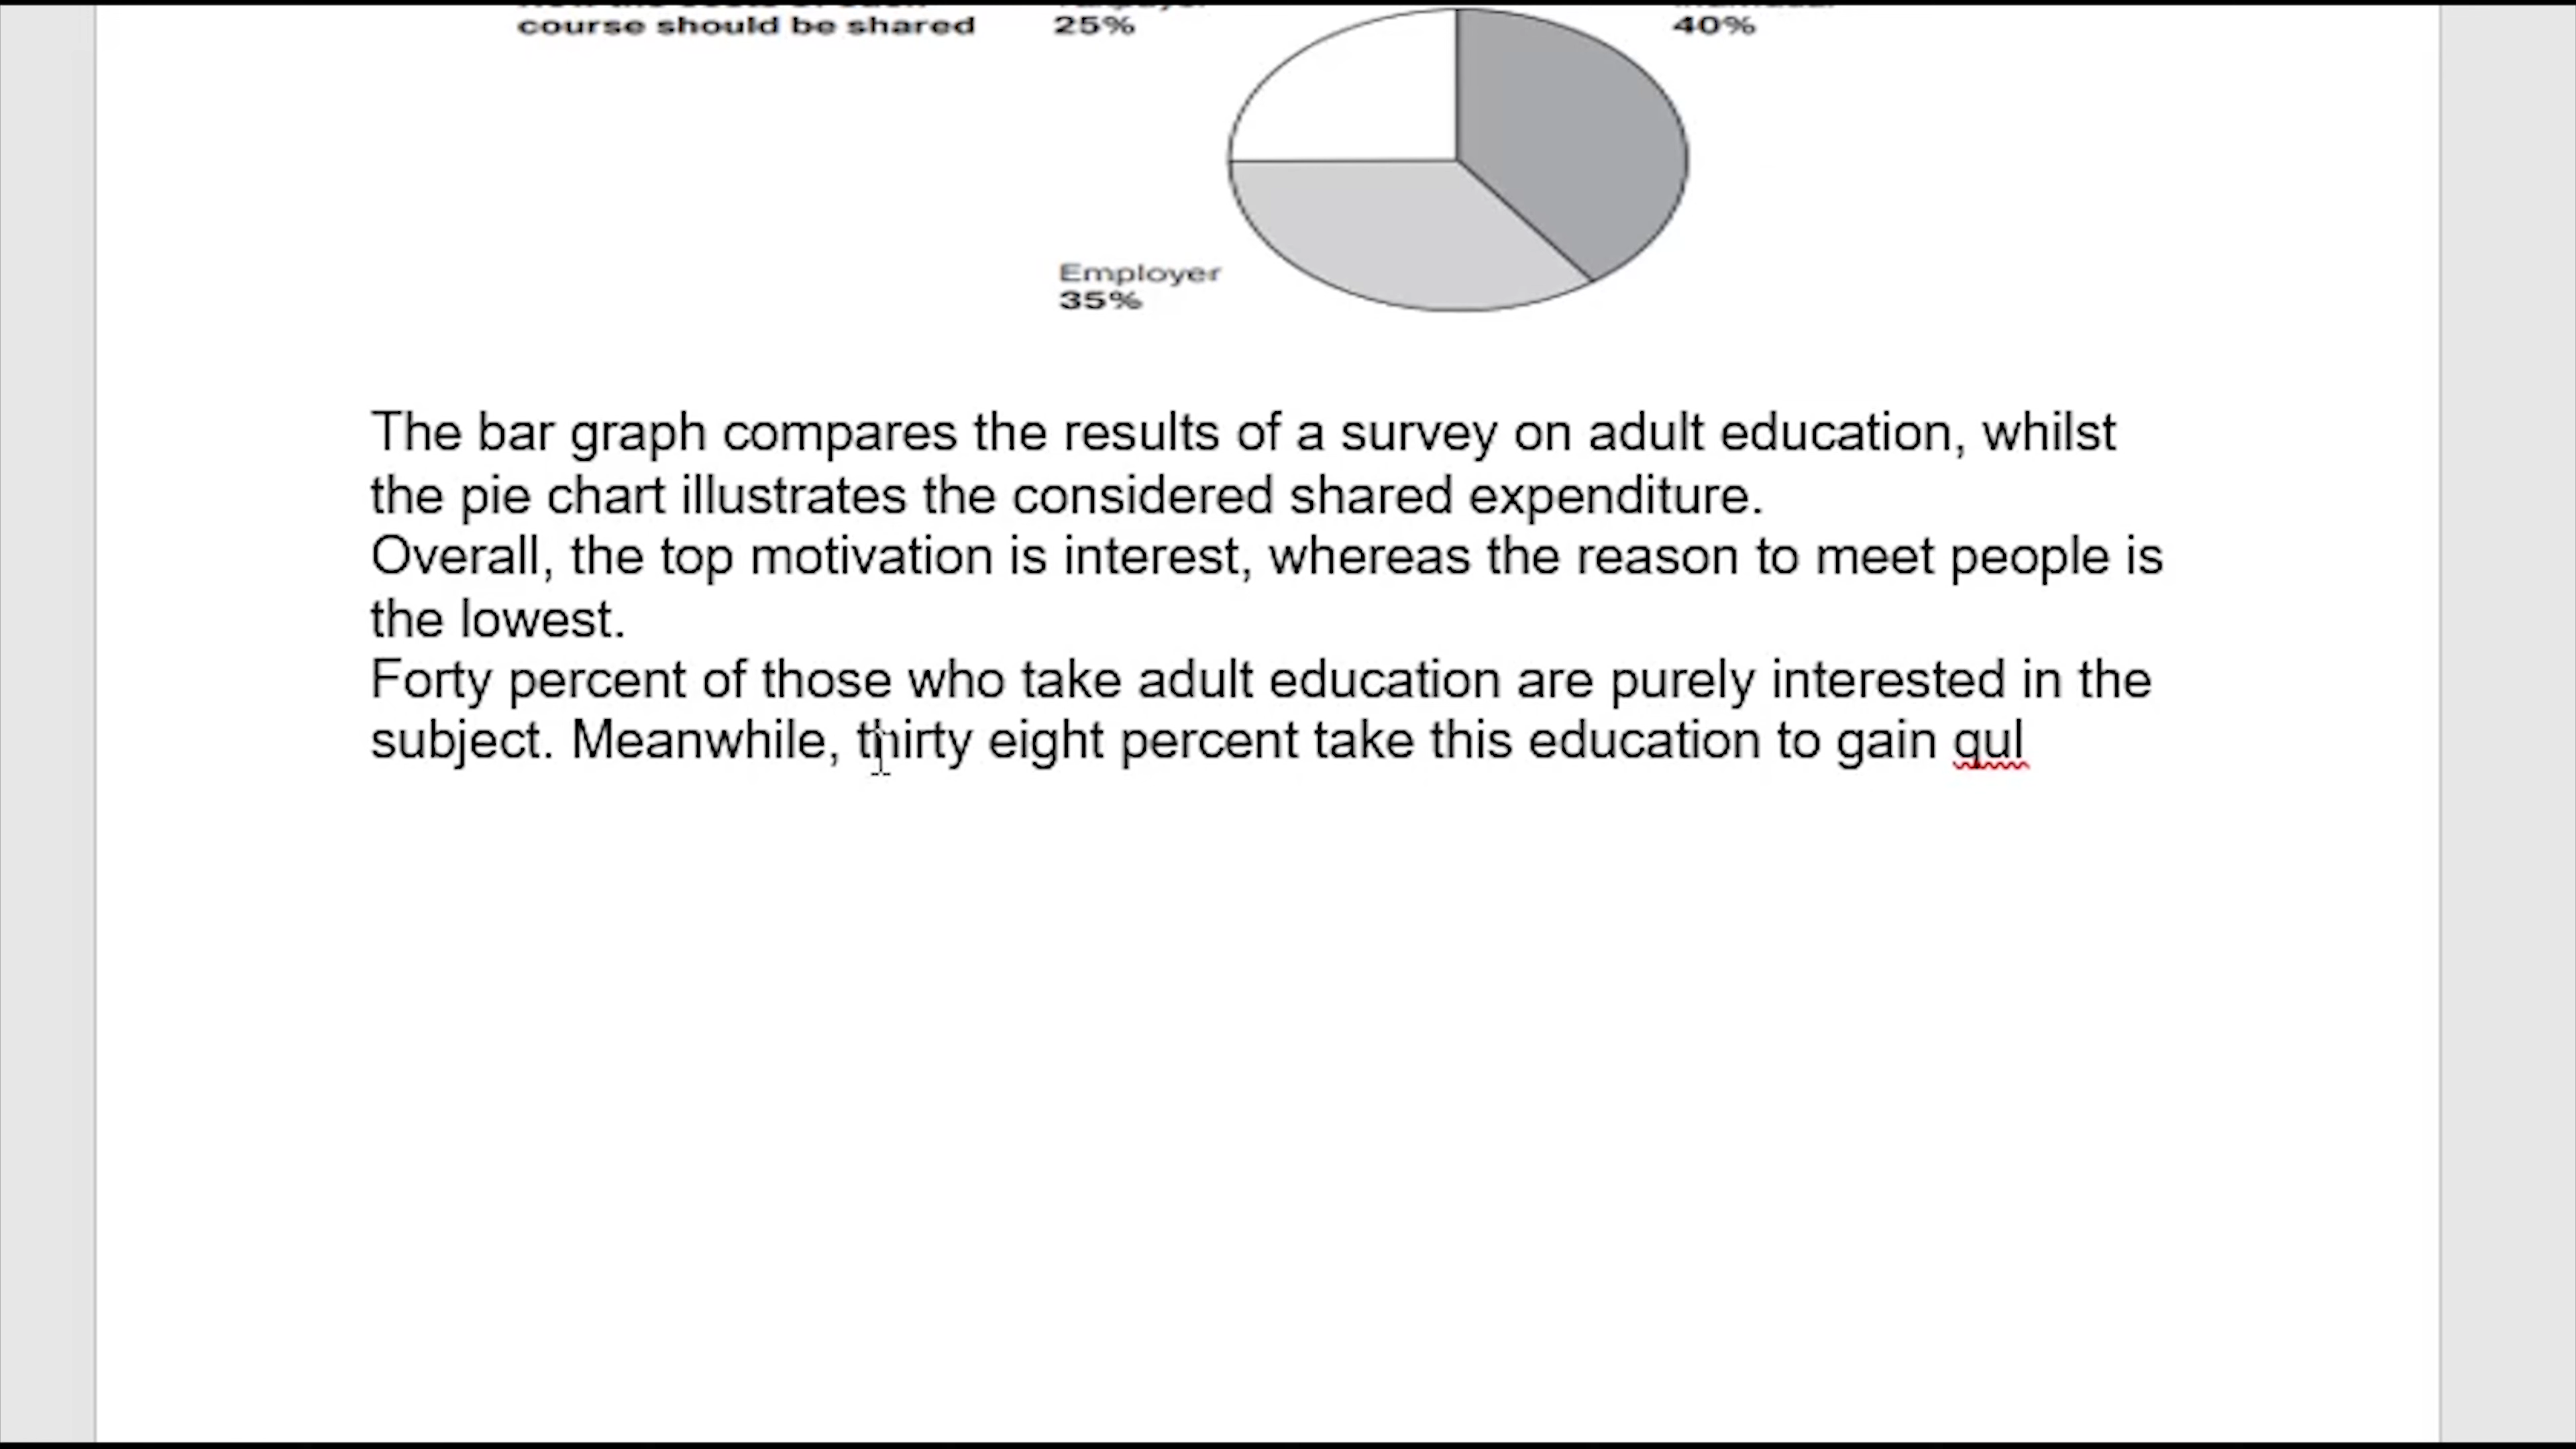 course should be shared
25%
40%
Employer
35%
The bar graph compares the results of a survey on adult education, whilst
the pie chart illustrates the considered shared expenditure.
Overall, the top motivation is interest, whereas the reason to meet people is
the lowest.
Forty percent of those who take adult education are purely interested in the
subject. Meanwhile, thirty eight percent take this education to gain qul